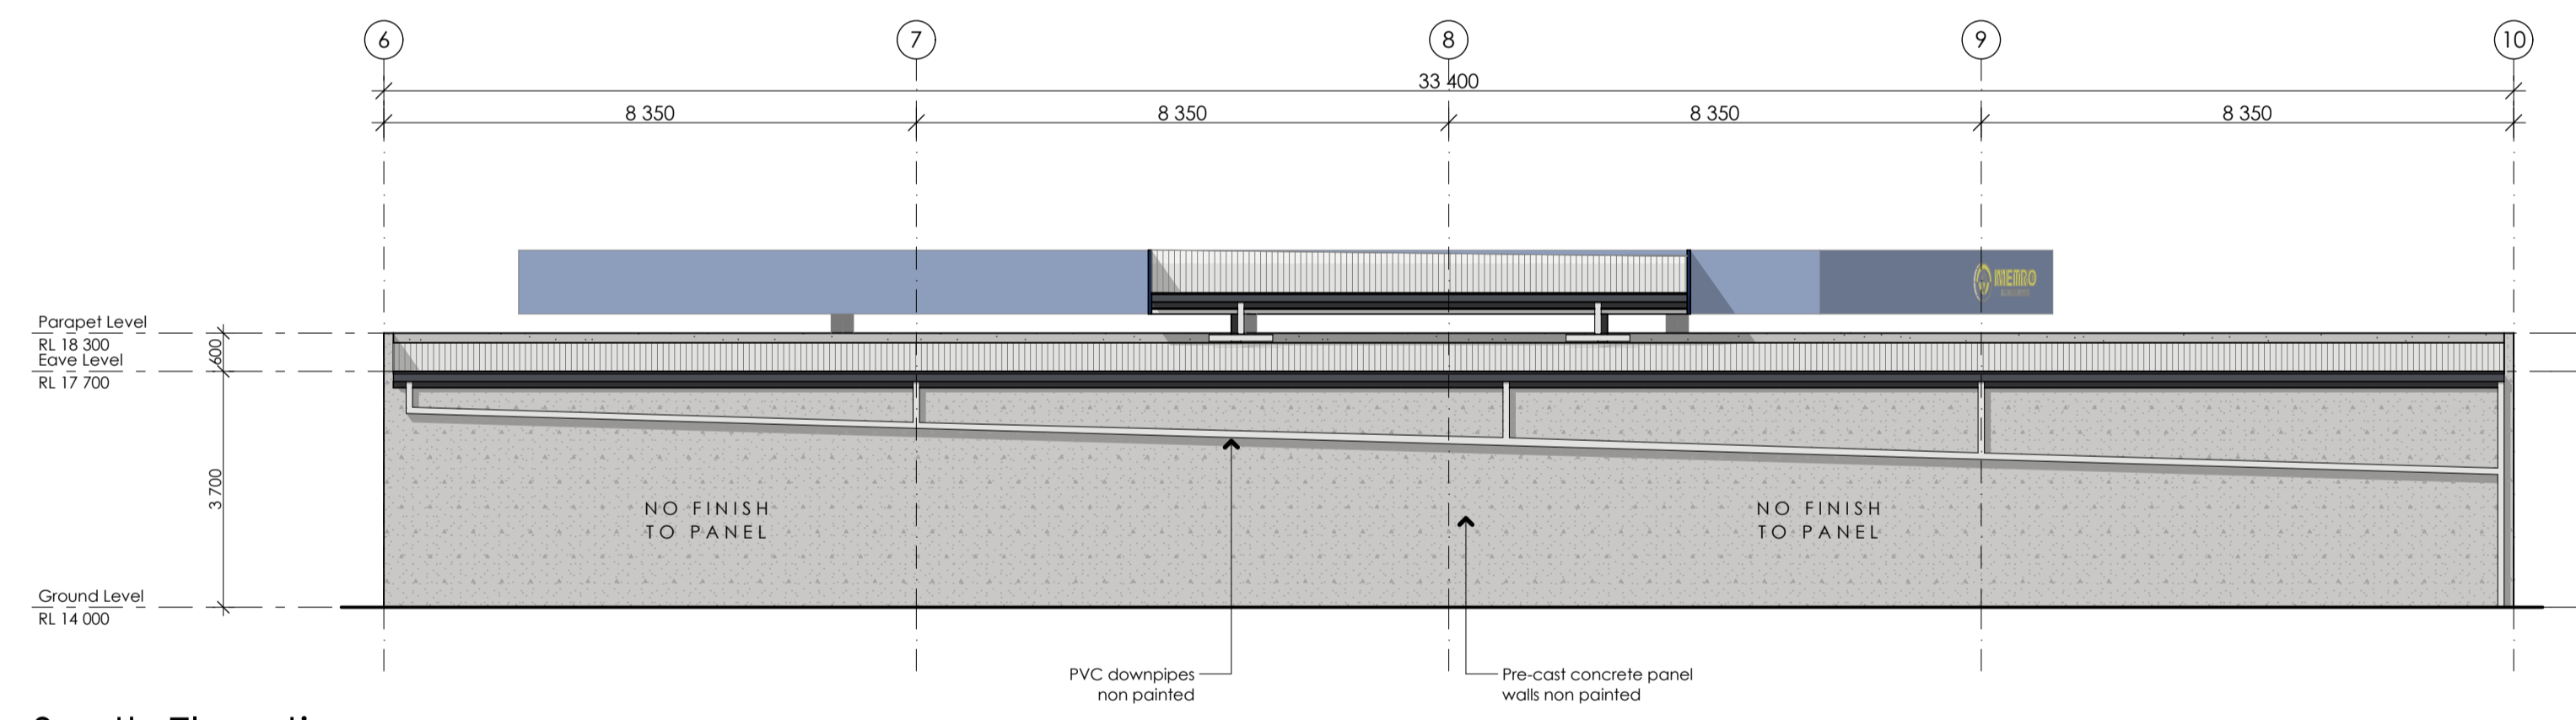 6 7 8 9 10
33 400
8 350 8 350 8 350 8 350
METRO
Parapet Level
RL 18 300
600
Eave Level
RL 17 700
3 700
NO FINISH
TO PANEL
NO FINISH
TO PANEL
Ground Level
RL 14 000
PVC downpipes
non painted
Pre-cast concrete panel
walls non painted